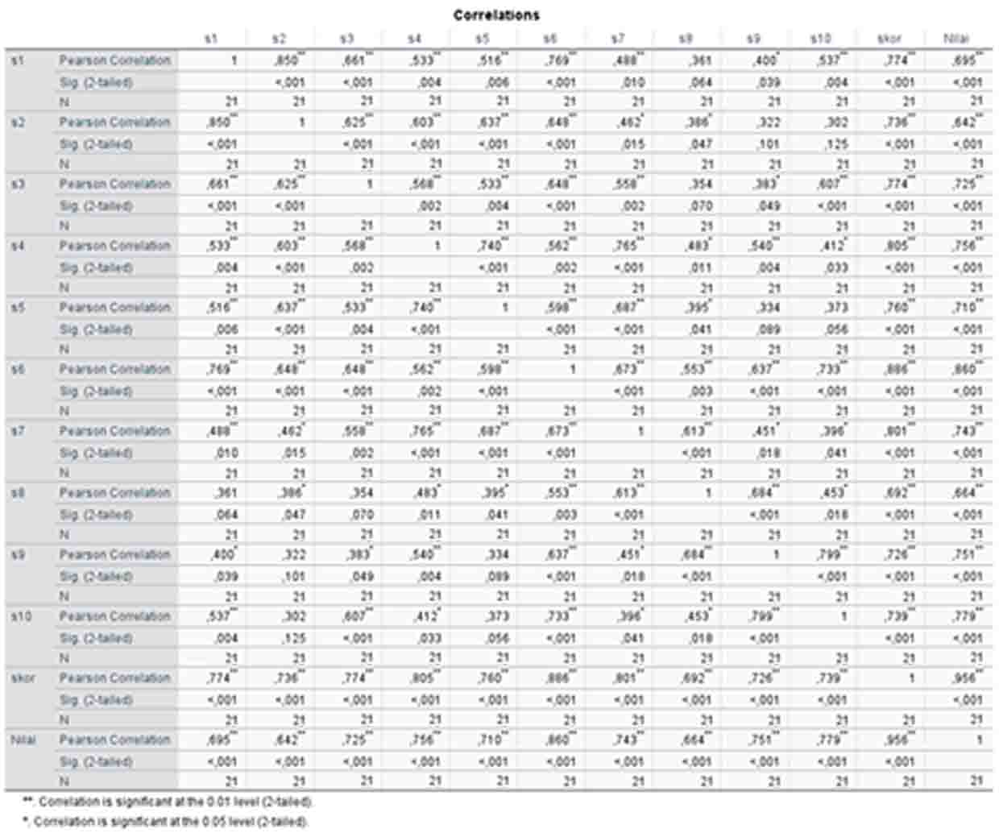 Correlations
s1 s2 s3 s4 s5 s6 s7 s8 s9 s10 skor Nilai
s1 Pearson Correlation 1 ,850** ,661** ,533** ,516** ,769** ,488** ,361 ,400* ,537** ,774** ,695**
Sig. (2-tailed) <,001 <,001 ,004 ,006 <,001 ,010 ,064 ,039 ,004 <,001 <,001
N 21 21 21 21 21 21 21 21 21 21 21 21
s2 Pearson Correlation ,850** 1 ,625** ,603** ,637** ,648** ,462* ,386* ,322 ,302 ,736** ,642**
Sig. (2-tailed) <,001 <,001 <,001 <,001 <,001 ,015 ,047 ,101 ,125 <,001 <,001
N 21 21 21 21 21 21 21 21 21 21 21 21
s3 Pearson Correlation ,661** ,625** 1 ,568** ,533** ,648** ,558** ,354 ,383* ,607** ,774** ,725**
Sig. (2-tailed) <,001 <,001 ,002 ,004 <,001 ,002 ,070 ,049 <,001 <,001 <,001
N 21 21 21 21 21 21 21 21 21 21 21 21
s4 Pearson Correlation ,533** ,603** ,568** 1 ,740** ,562** ,765** ,483* ,540** ,412* ,805** ,756**
Sig. (2-tailed) ,004 <,001 ,002 <,001 ,002 <,001 ,011 ,004 ,033 <,001 <,001
N 21 21 21 21 21 21 21 21 21 21 21 21
s5 Pearson Correlation ,516** ,637** ,533** ,740** 1 ,598** ,687** ,395* ,334 ,373 ,760** ,710**
Sig. (2-tailed) ,006 <,001 ,004 <,001 <,001 <,001 ,041 ,089 ,056 <,001 <,001
N 21 21 21 21 21 21 21 21 21 21 21 21
s6 Pearson Correlation ,769** ,648** ,648** ,562** ,598** 1 ,673** ,553** ,637** ,733** ,886** ,860**
Sig. (2-tailed) <,001 <,001 <,001 ,002 <,001 <,001 ,003 <,001 <,001 <,001 <,001
N 21 21 21 21 21 21 21 21 21 21 21 21
s7 Pearson Correlation ,488** ,462* ,558** ,765** ,687** ,673** 1 ,613** ,451* ,396* ,801** ,743**
Sig. (2-tailed) ,010 ,015 ,002 <,001 <,001 <,001 <,001 ,018 ,041 <,001 <,001
N 21 21 21 21 21 21 21 21 21 21 21 21
s8 Pearson Correlation ,361 ,386* ,354 ,483* ,395* ,553** ,613** 1 ,684** ,453* ,692** ,664**
Sig. (2-tailed) ,064 ,047 ,070 ,011 ,041 ,003 <,001 <,001 ,018 <,001 <,001
N 21 21 21 21 21 21 21 21 21 21 21 21
s9 Pearson Correlation ,400* ,322 ,383* ,540** ,334 ,637** ,451* ,684** 1 ,799** ,726** ,751**
Sig. (2-tailed) ,039 ,101 ,049 ,004 ,089 <,001 ,018 <,001 <,001 <,001 <,001
N 21 21 21 21 21 21 21 21 21 21 21 21
s10 Pearson Correlation ,537** ,302 ,607** ,412* ,373 ,733** ,396* ,453* ,799** 1 ,739** ,779**
Sig. (2-tailed) ,004 ,125 <,001 ,033 ,056 <,001 ,041 ,018 <,001 <,001 <,001
N 21 21 21 21 21 21 21 21 21 21 21 21
skor Pearson Correlation ,774** ,736** ,774** ,805** ,760** ,886** ,801** ,692** ,726** ,739** 1 ,956**
Sig. (2-tailed) <,001 <,001 <,001 <,001 <,001 <,001 <,001 <,001 <,001 <,001 <,001
N 21 21 21 21 21 21 21 21 21 21 21 21
Nilai Pearson Correlation ,695** ,642** ,725** ,756** ,710** ,860** ,743** ,664** ,751** ,779** ,956** 1
Sig. (2-tailed) <,001 <,001 <,001 <,001 <,001 <,001 <,001 <,001 <,001 <,001 <,001
N 21 21 21 21 21 21 21 21 21 21 21 21
**. Correlation is significant at the 0.01 level (2-tailed).
*. Correlation is significant at the 0.05 level (2-tailed).